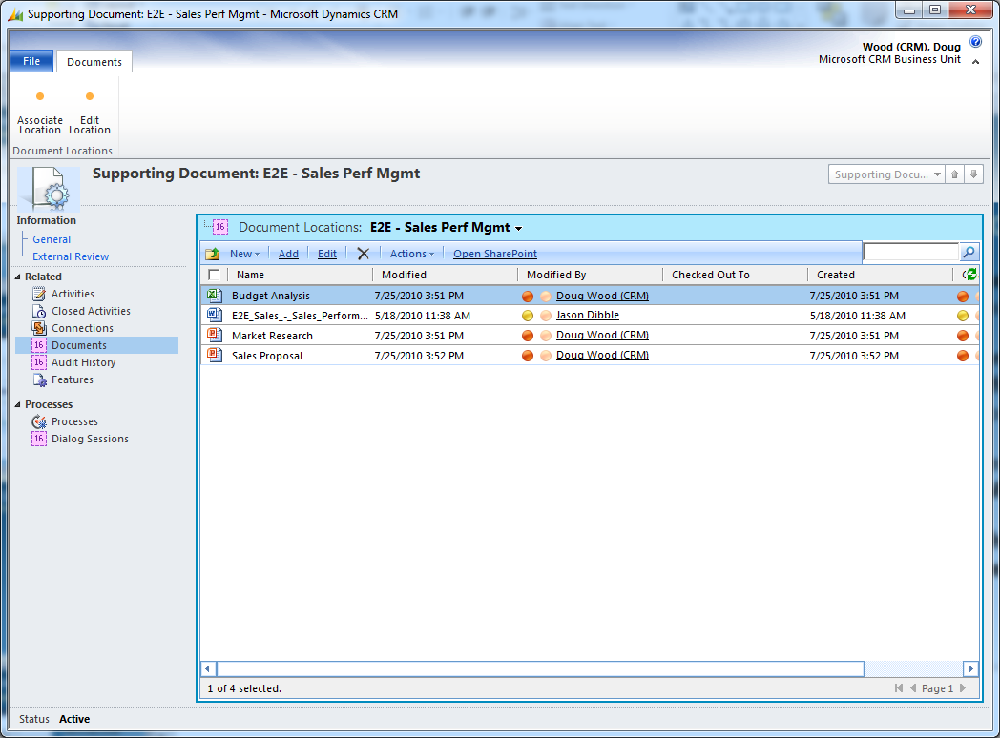 Supporting Document: E2E - Sales Perf Mgmt - Microsoft Dynamics CRM
Wood (CRM), Doug
Microsoft CRM Business Unit
File
Documents
Associate Location
Edit Location
Document Locations
Supporting Document: E2E - Sales Perf Mgmt
Supporting Docu...
Information
General
External Review
Related
Activities
Closed Activities
Connections
16 Documents
16 Audit History
Features
Processes
Processes
16 Dialog Sessions
16 Document Locations: E2E - Sales Perf Mgmt
New Add Edit Actions Open SharePoint
Name Modified Modified By Checked Out To Created
Budget Analysis 7/25/2010 3:51 PM Doug Wood (CRM) 7/25/2010 3:51 PM
E2E_Sales_-_Sales_Perform... 5/18/2010 11:38 AM Jason Dibble 5/18/2010 11:38 AM
Market Research 7/25/2010 3:51 PM Doug Wood (CRM) 7/25/2010 3:51 PM
Sales Proposal 7/25/2010 3:52 PM Doug Wood (CRM) 7/25/2010 3:52 PM
1 of 4 selected.
Page 1
Status Active